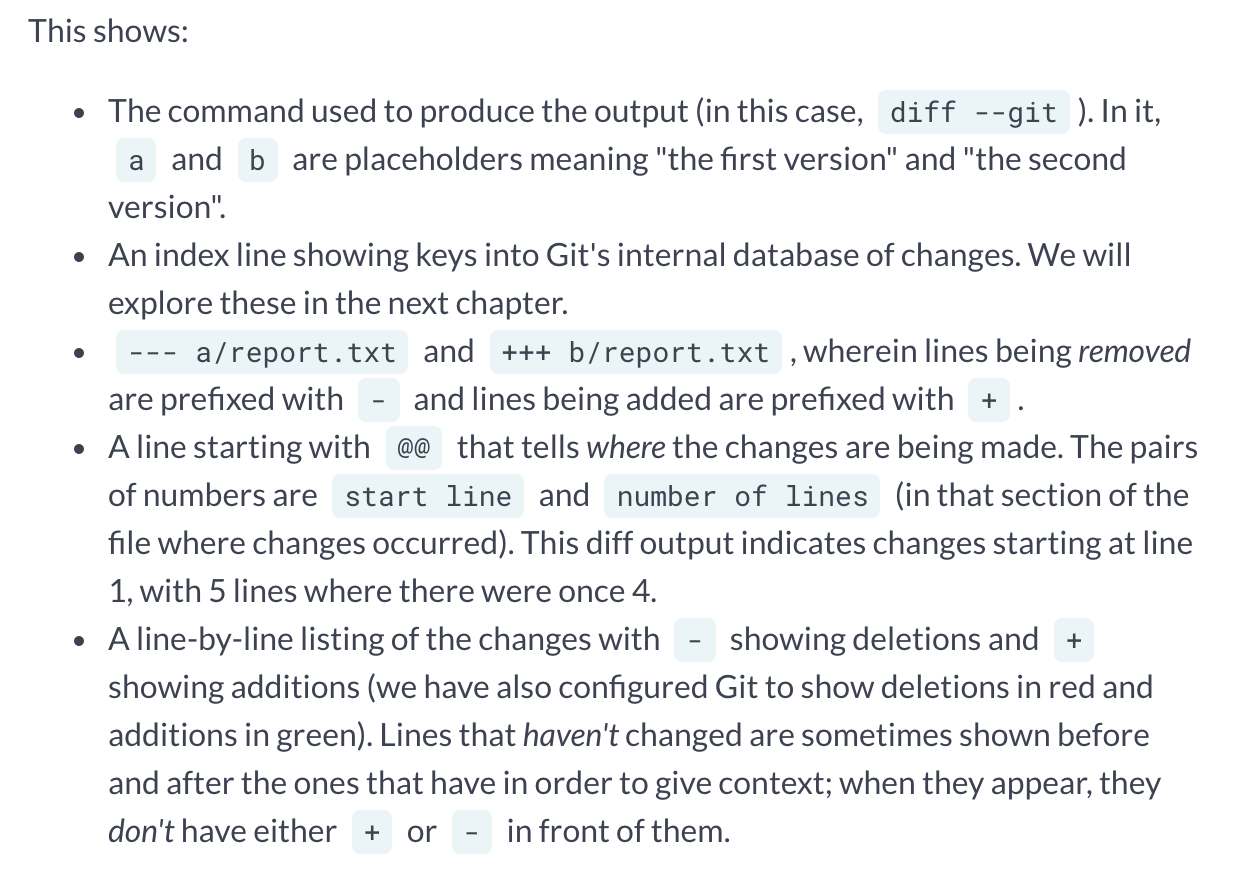 This shows:
• The command used to produce the output (in this case, diff --git ). In it,
a and b are placeholders meaning "the first version" and "the second
version".
• An index line showing keys into Git's internal database of changes. We will
explore these in the next chapter.
• --- a/report.txt and +++ b/report.txt , wherein lines being removed
are prefixed with - and lines being added are prefixed with + .
• A line starting with @@ that tells where the changes are being made. The pairs
of numbers are start line and number of lines (in that section of the
file where changes occurred). This diff output indicates changes starting at line
1, with 5 lines where there were once 4.
• A line-by-line listing of the changes with - showing deletions and +
showing additions (we have also configured Git to show deletions in red and
additions in green). Lines that haven't changed are sometimes shown before
and after the ones that have in order to give context; when they appear, they
don't have either + or - in front of them.